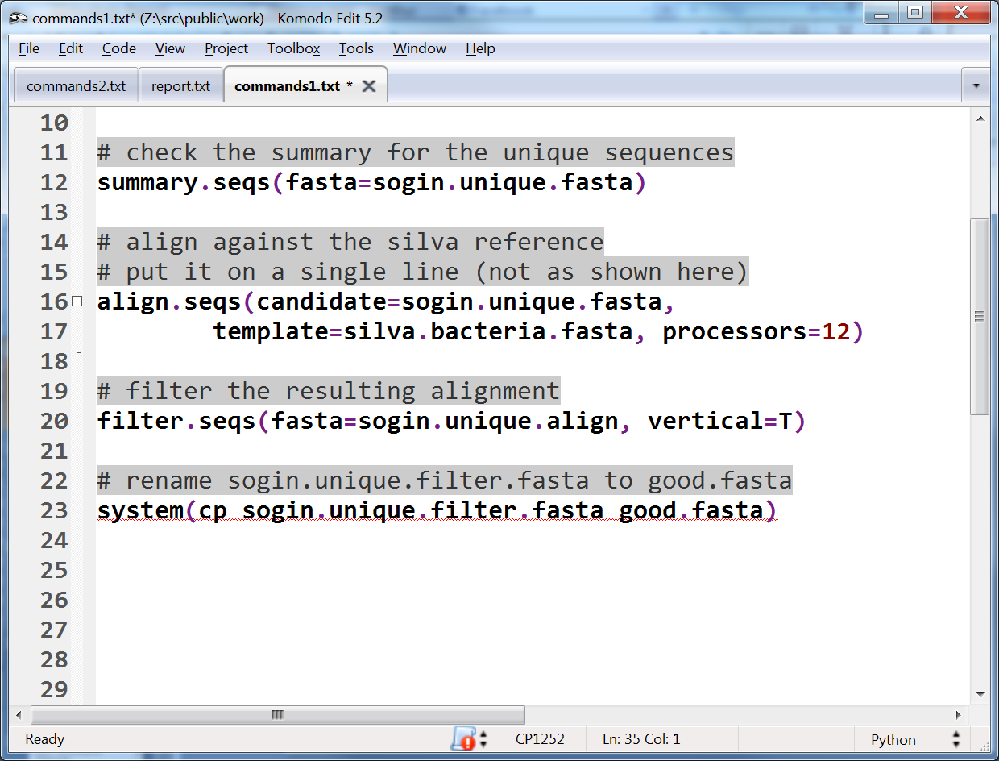 commands1.txt* (Z:\src\public\work) - Komodo Edit 5.2
File Edit Code View Project Toolbox Tools Window Help
commands2.txt report.txt commands1.txt *
10
11 # check the summary for the unique sequences
12 summary.seqs(fasta=sogin.unique.fasta)
13
14 # align against the silva reference
15 # put it on a single line (not as shown here)
16 align.seqs(candidate=sogin.unique.fasta,
17 template=silva.bacteria.fasta, processors=12)
18
19 # filter the resulting alignment
20 filter.seqs(fasta=sogin.unique.align, vertical=T)
21
22 # rename sogin.unique.filter.fasta to good.fasta
23 system(cp sogin.unique.filter.fasta good.fasta)
24
25
26
27
28
29
Ready CP1252 Ln: 35 Col: 1 Python